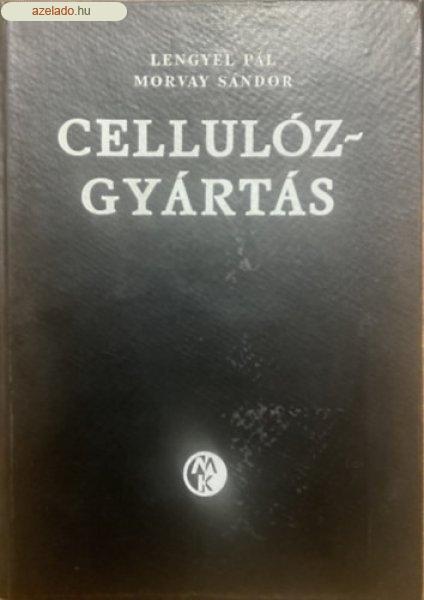 azelado.hu
LENGYEL PÁL
MORVAY SÁNDOR
CELLULÓZ-
GYÁRTÁS
MK